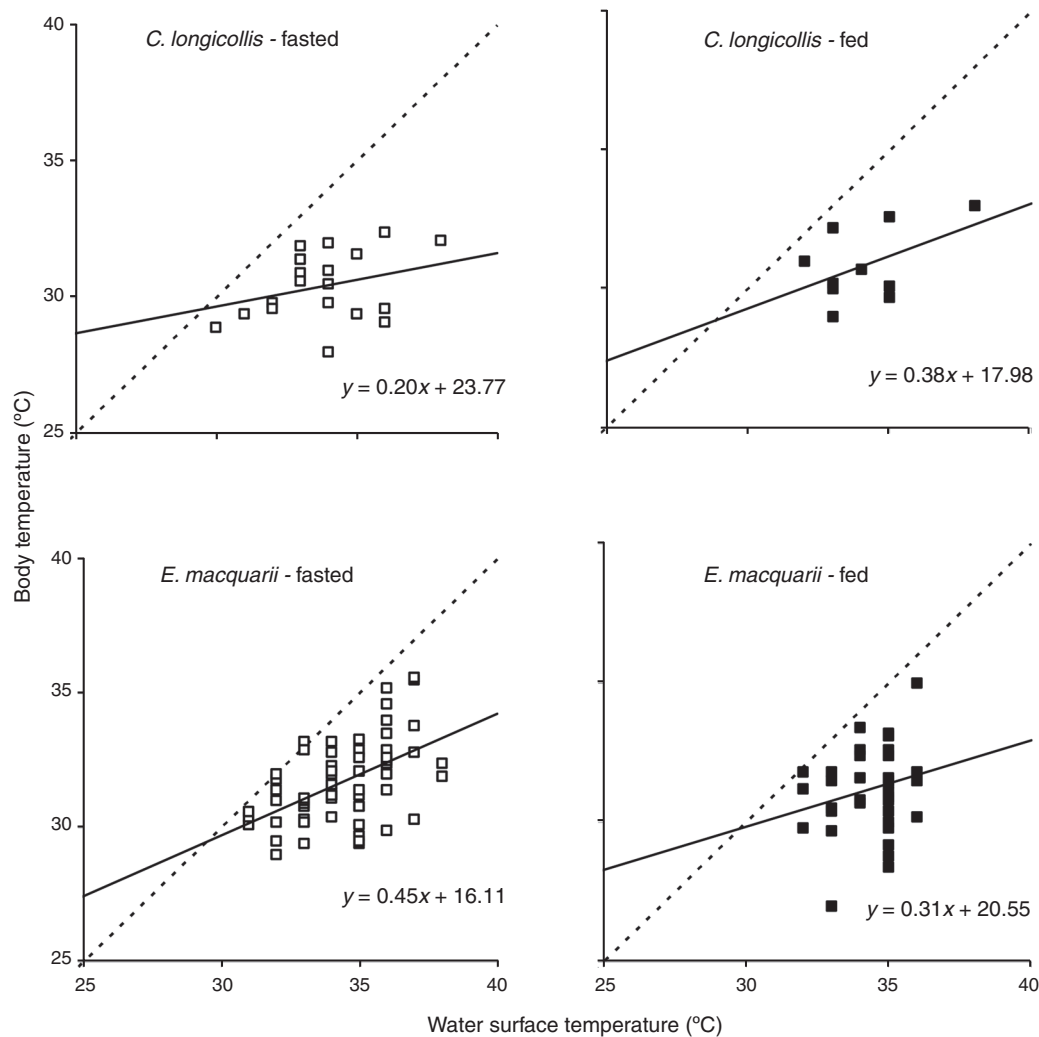 40
35
30
25
C. longicollis - fasted
y = 0.20x + 23.77
C. longicollis - fed
y = 0.38x + 17.98
Body temperature (ºC)
40
35
30
25
E. macquarii - fasted
y = 0.45x + 16.11
25 30 35 40
E. macquarii - fed
y = 0.31x + 20.55
25 30 35 40
Water surface temperature (ºC)